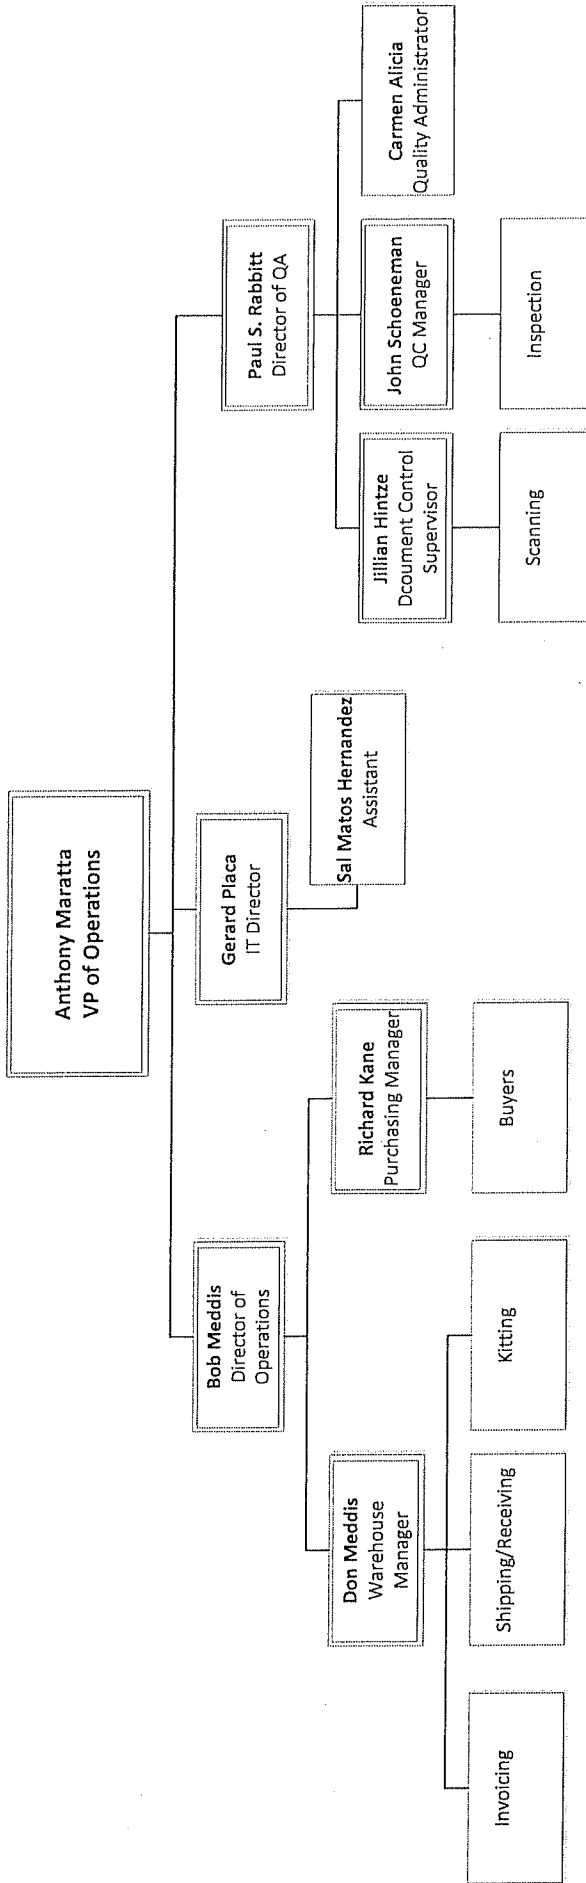 Anthony Maratta
VP of Operations
Bob Meddis
Director of
Operations
Gerard Placa
IT Director
Paul S. Rabbitt
Director of QA
Don Meddis
Warehouse
Manager
Richard Kane
Purchasing Manager
Sal Matos Hernandez
Assistant
Jillian Hintze
Dcoument Control
Supervisor
John Schoeneman
QC Manager
Carmen Alicia
Quality Administrator
Invoicing
Shipping/Receiving
Kitting
Buyers
Scanning
Inspection